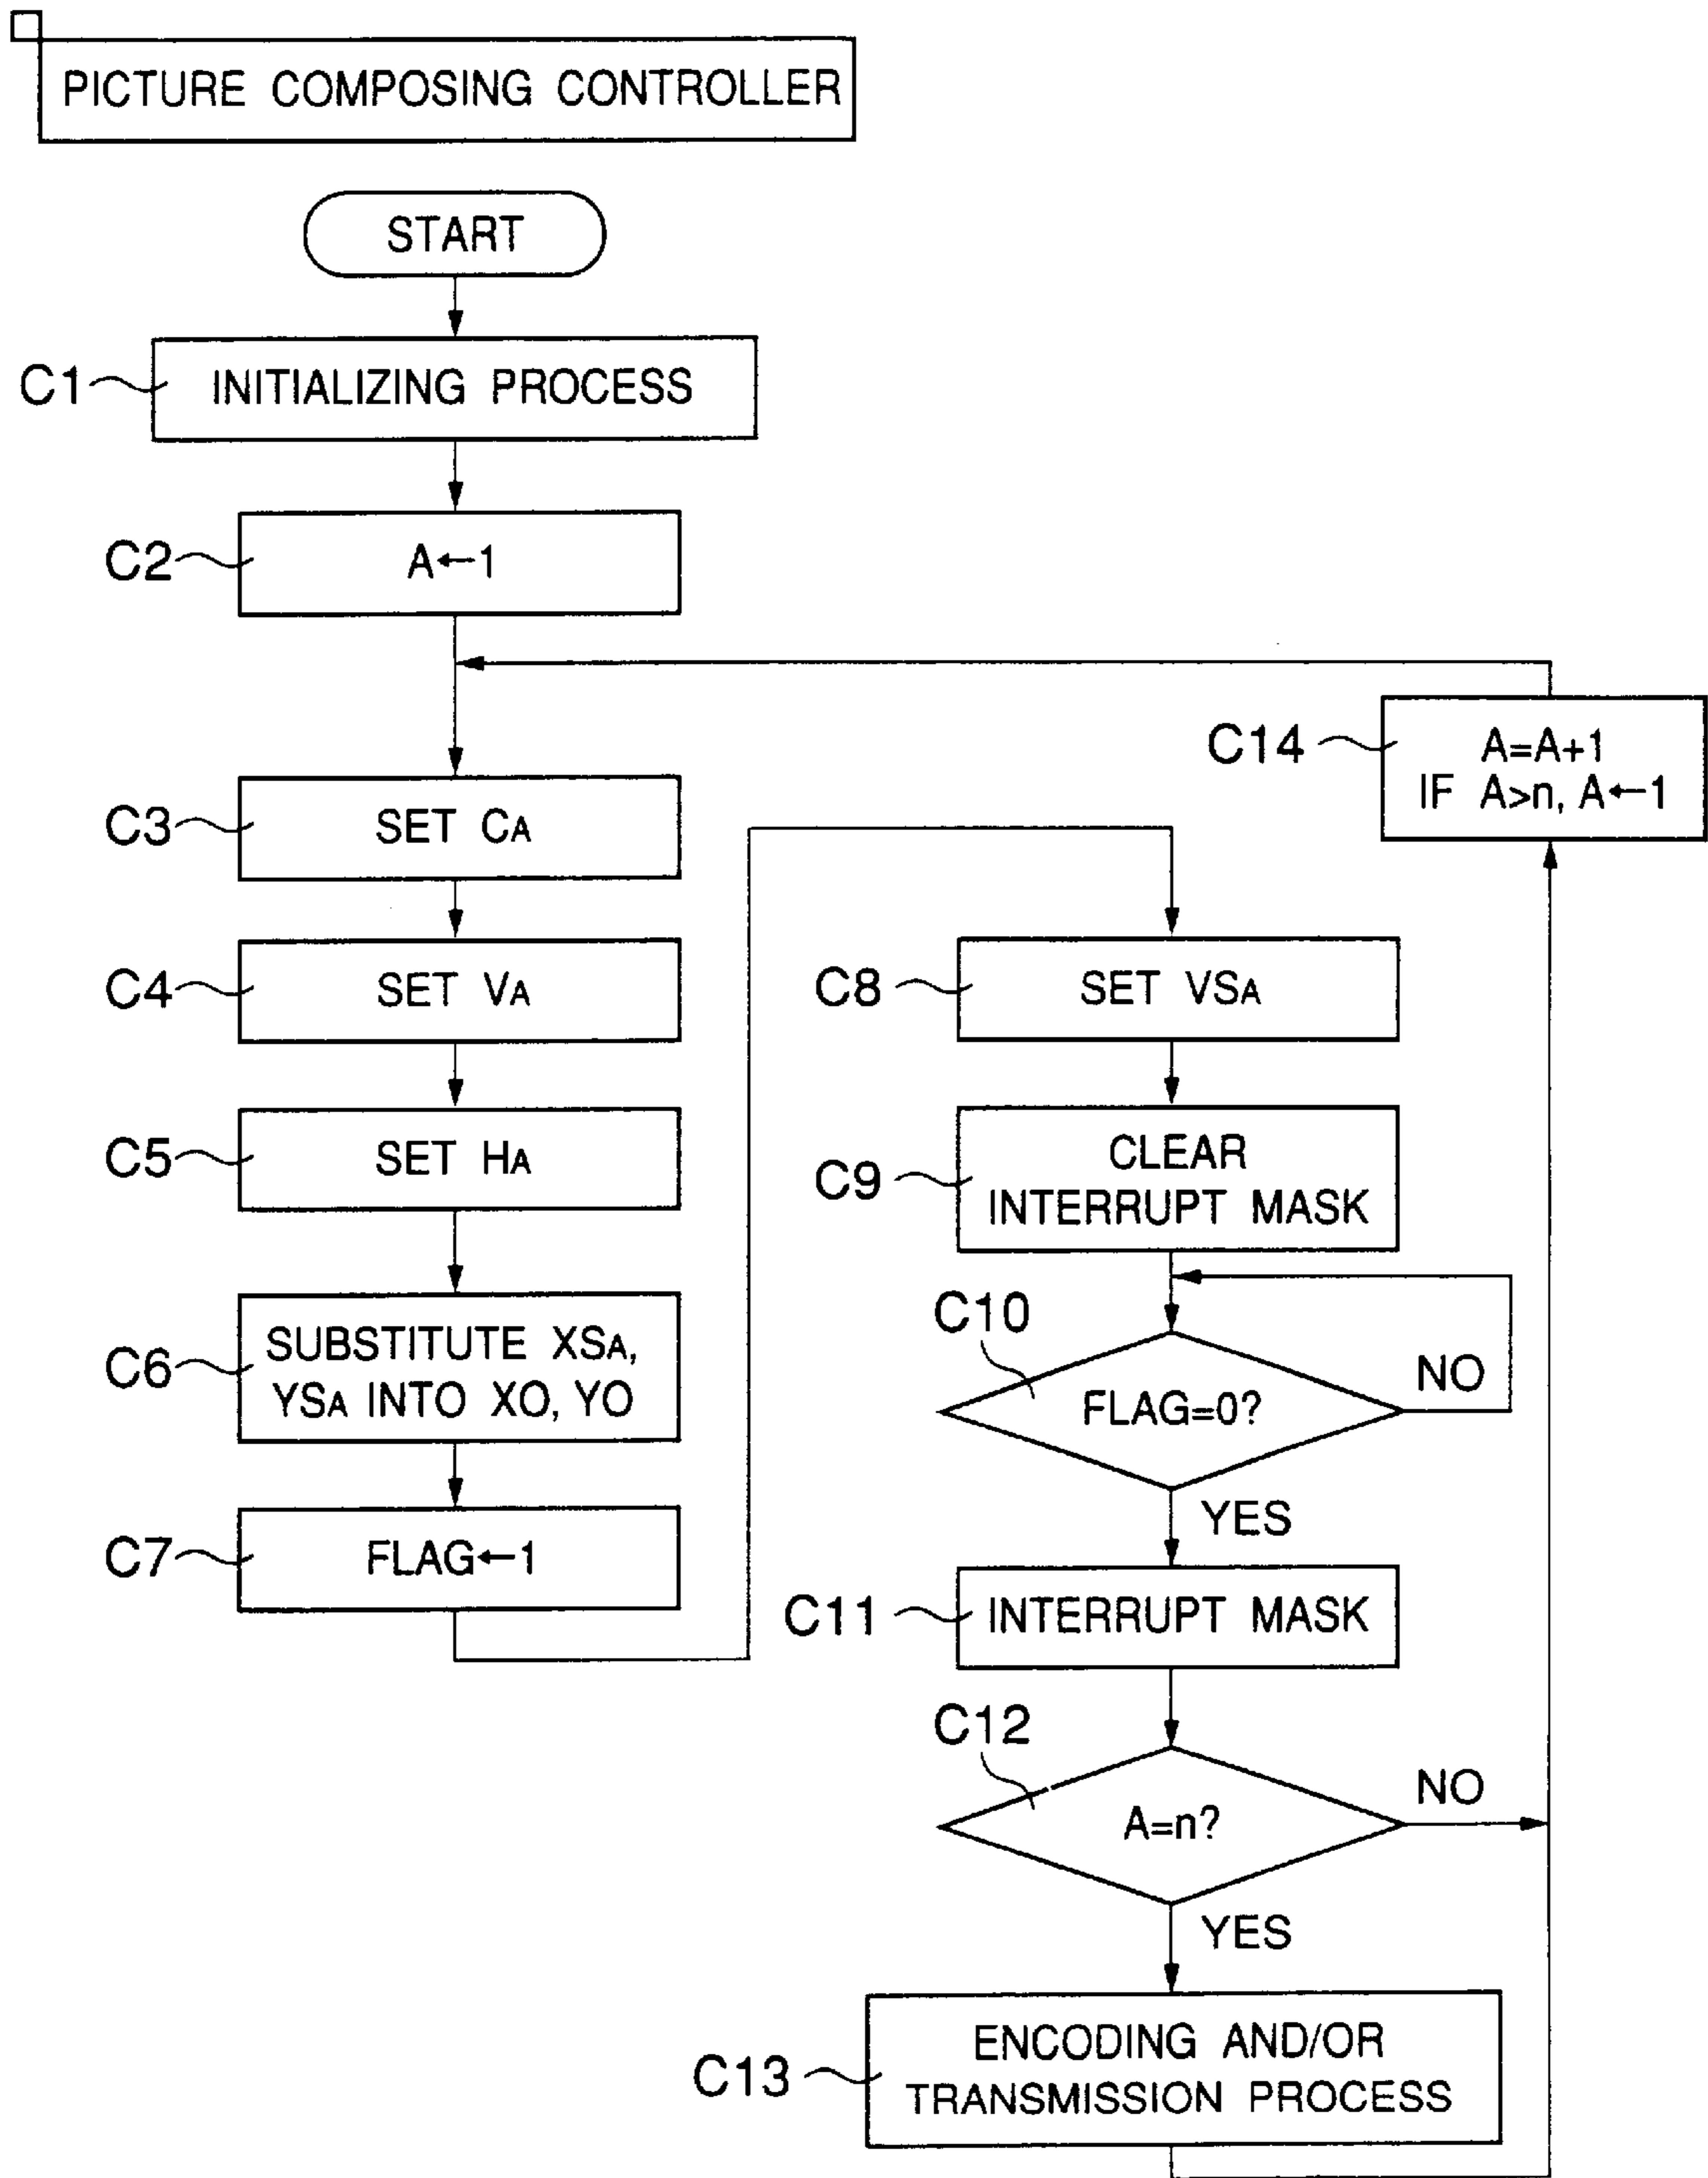 PICTURE COMPOSING CONTROLLER
START
C1
INITIALIZING PROCESS
C2
A←1
C3
SET CA
C4
SET VA
C5
SET HA
C6
SUBSTITUTE XSA,
YSA INTO XO, YO
C7
FLAG←1
C8
SET VSA
C9
CLEAR
INTERRUPT MASK
C10
FLAG=0?
NO
YES
C11
INTERRUPT MASK
C12
A=n?
NO
YES
C13
ENCODING AND/OR
TRANSMISSION PROCESS
C14
A=A+1
IF A>n, A←1